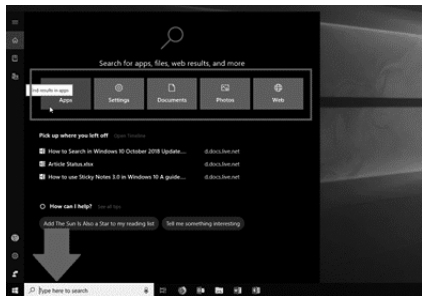 Search for apps, files, web results, and more
Find results in apps
Apps
Settings
Documents
Photos
Web
Pick up where you left off Open Timeline
How to Search in Windows 10 October 2018 Update...
d.docs.live.net
Article Status.xlsx
d.docs.live.net
How to use Sticky Notes 3.0 in Windows 10 A guide...
d.docs.live.net
How can I help? See all tips
Add The Sun Is Also a Star to my reading list
Tell me something interesting
Type here to search